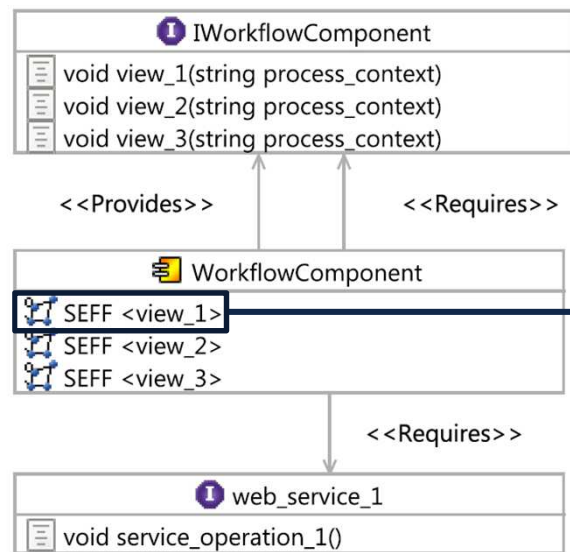 IWorkflowComponent
void view_1(string process_context)
void view_2(string process_context)
void view_3(string process_context)
<<Provides>> <<Requires>>
WorkflowComponent
SEFF <view_1>
SEFF <view_2>
SEFF <view_3>
<<Requires>>
web_service_1
void service_operation_1()